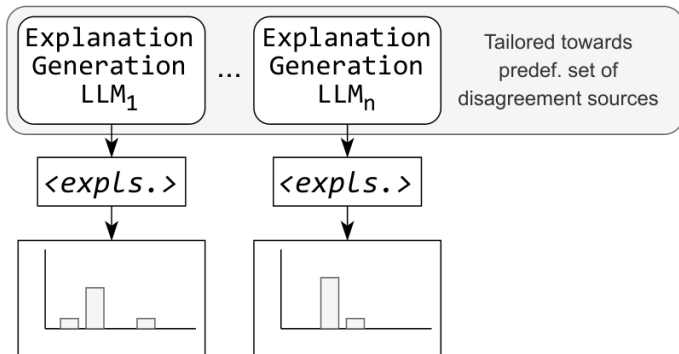 Explanation
Generation
LLM1
...
Explanation
Generation
LLMn
Tailored towards
predef. set of
disagreement sources
<expls.>
<expls.>